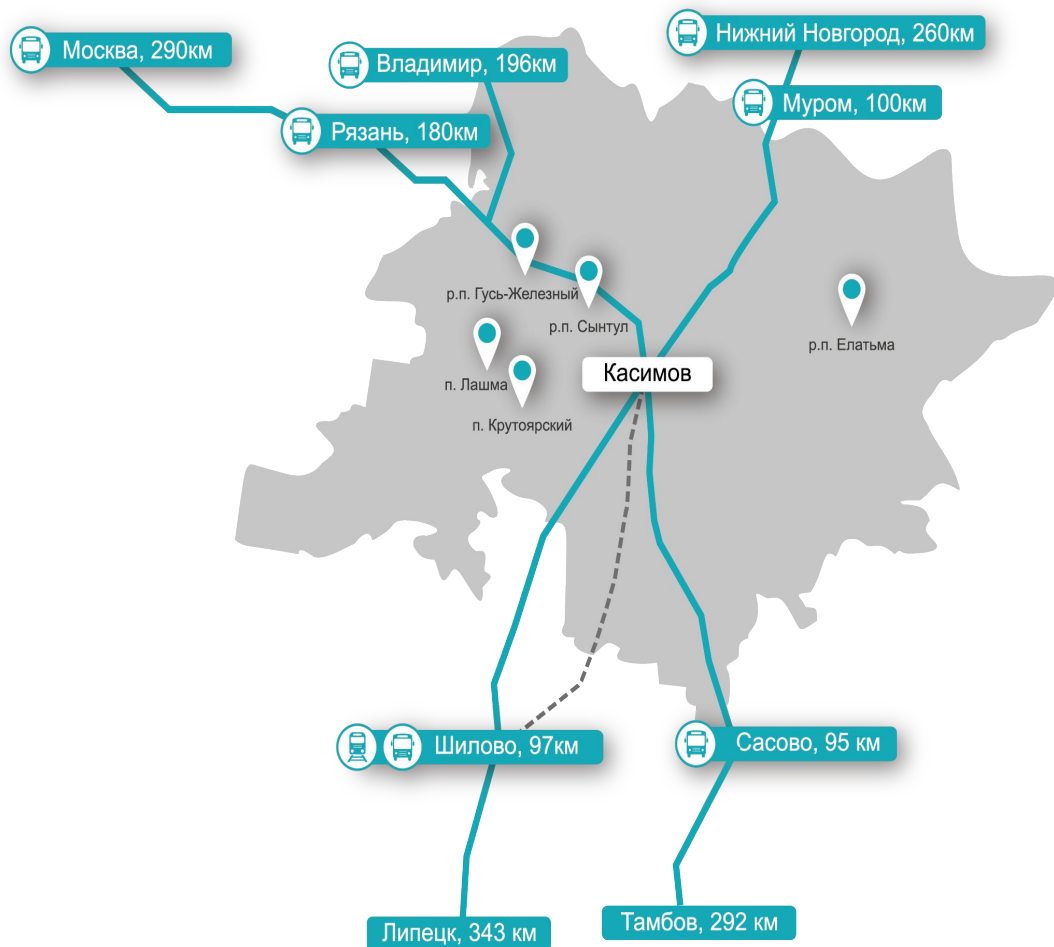 Нижний Новгород, 260км
Москва, 290км
Владимир, 196км
Муром, 100км
Рязань, 180км
р.п. Гусь-Железный
р.п. Сынтул
р.п. Елатьма
Касимов
п. Лашма
п. Крутоярский
Шилово, 97км
Сасово, 95 км
Тамбов, 292 км
Липецк, 343 км